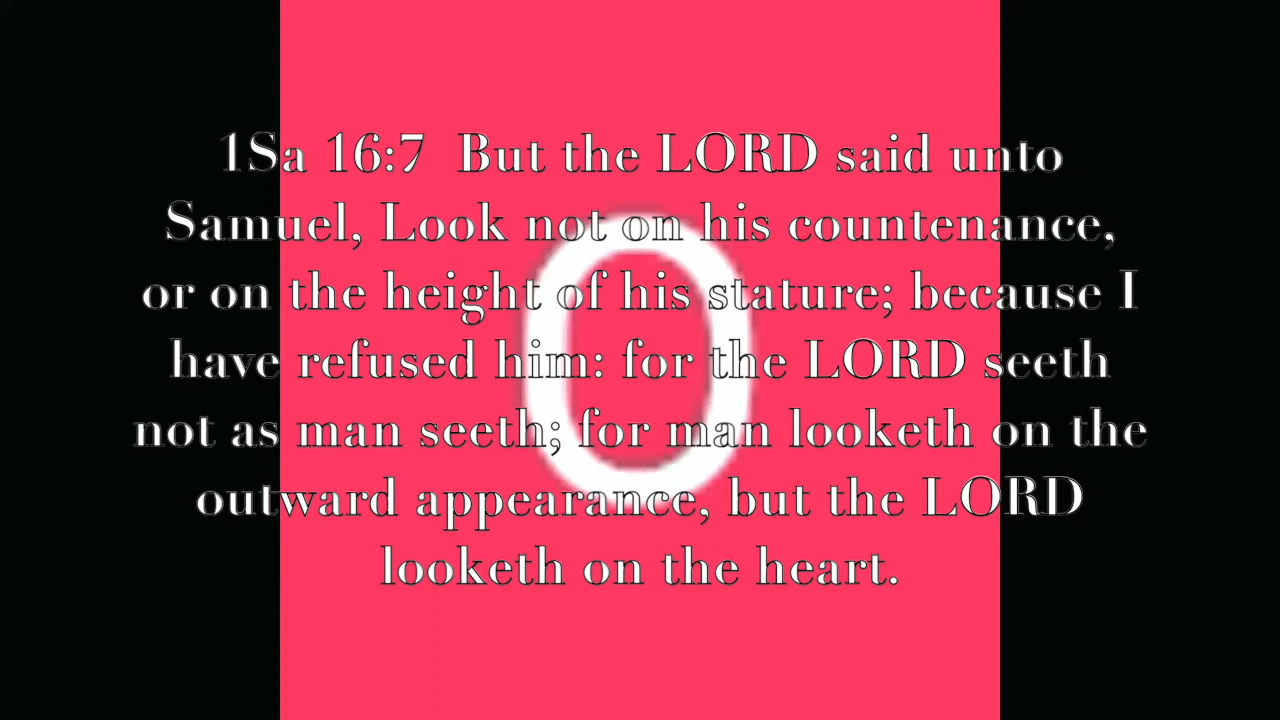 1Sa 16:7  But the LORD said unto
Samuel, Look not on his countenance,
or on the height of his stature; because I
have refused him: for the LORD seeth
not as man seeth; for man looketh on the
outward appearance, but the LORD
looketh on the heart.
O